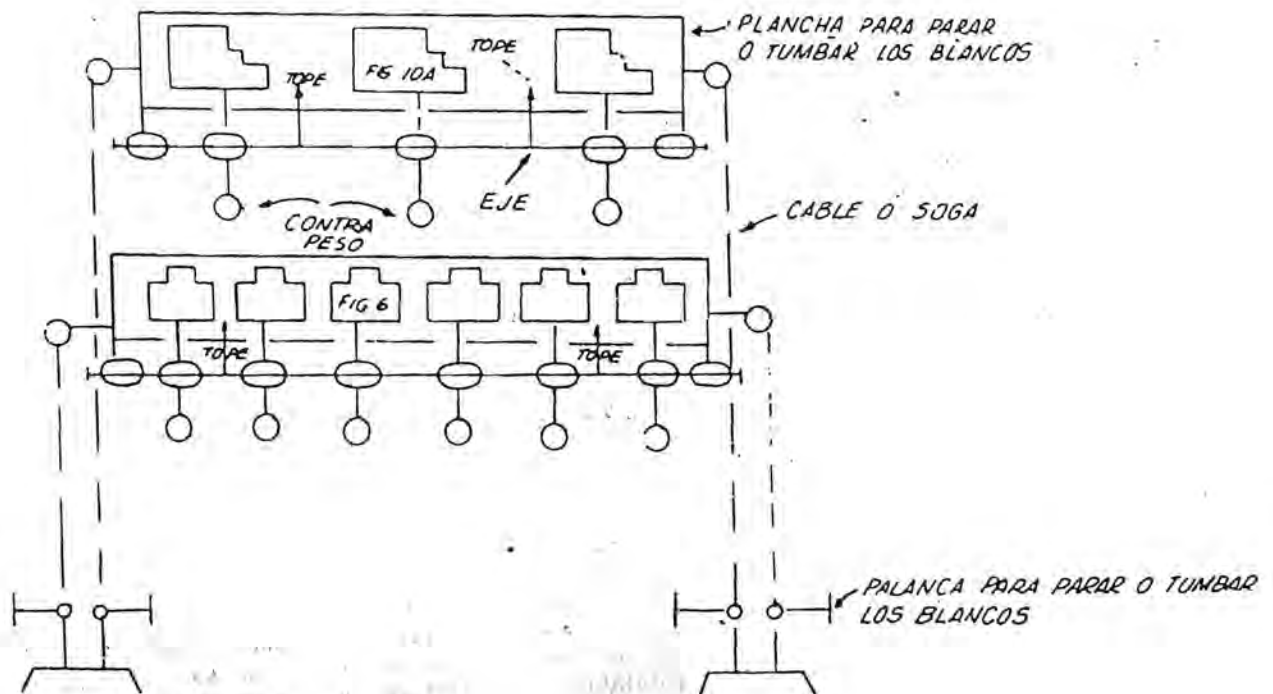 PLANCHA PARA PARAR
O TUMBAR LOS BLANCOS
TOPE
TOPE
FIG 10A
EJE
CONTRA
PESO
CABLE O SOGA
FIG 6
TOPE
TOPE
PALANCA PARA PARAR O TUMBAR
LOS BLANCOS